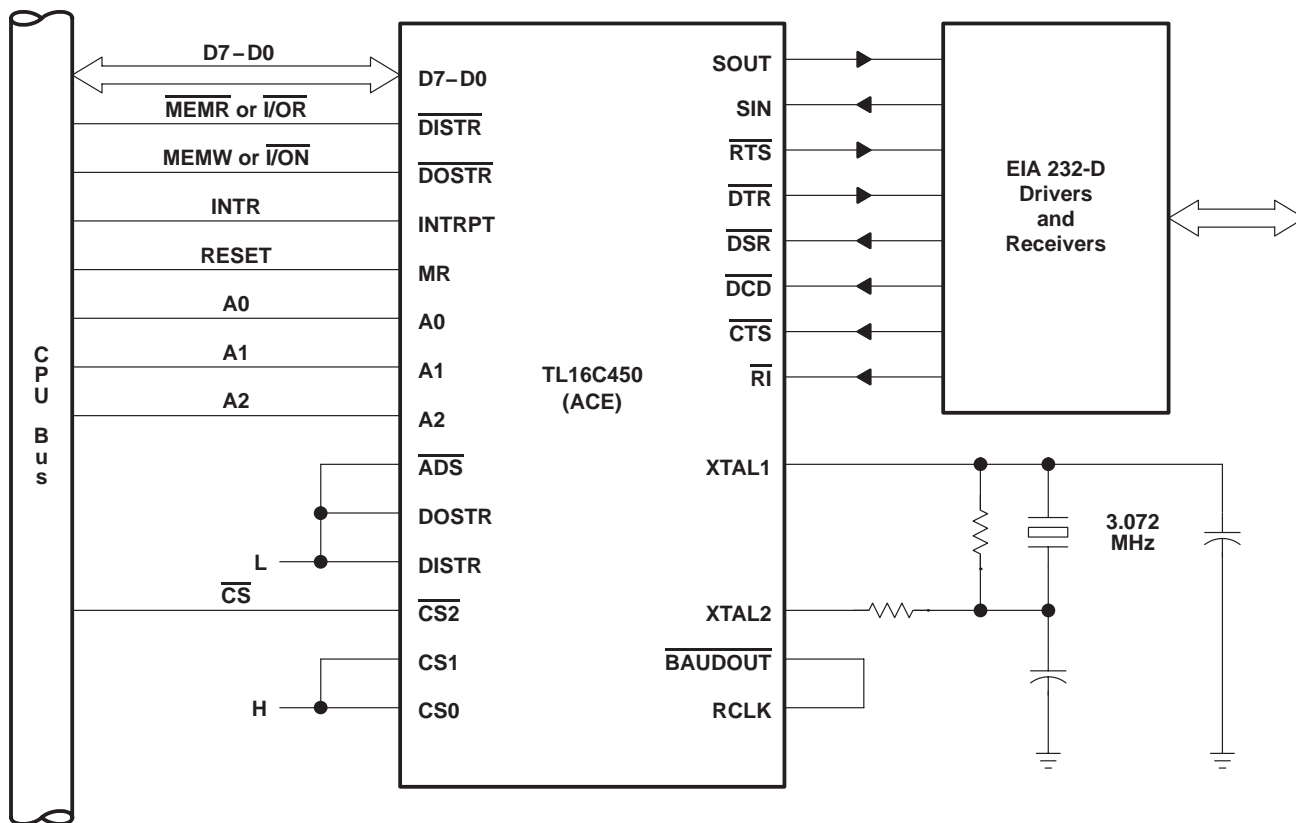 D7–D0
MEMR or I/OR
MEMW or I/ON
INTR
RESET
A0
A1
A2
L
CS
H
CPU Bus
D7–D0
DISTR
DOSTR
INTRPT
MR
A0
A1
A2
ADS
DOSTR
DISTR
CS2
CS1
CS0
TL16C450
(ACE)
SOUT
SIN
RTS
DTR
DSR
DCD
CTS
RI
XTAL1
XTAL2
BAUDOUT
RCLK
EIA 232-D
Drivers
and
Receivers
3.072
MHz